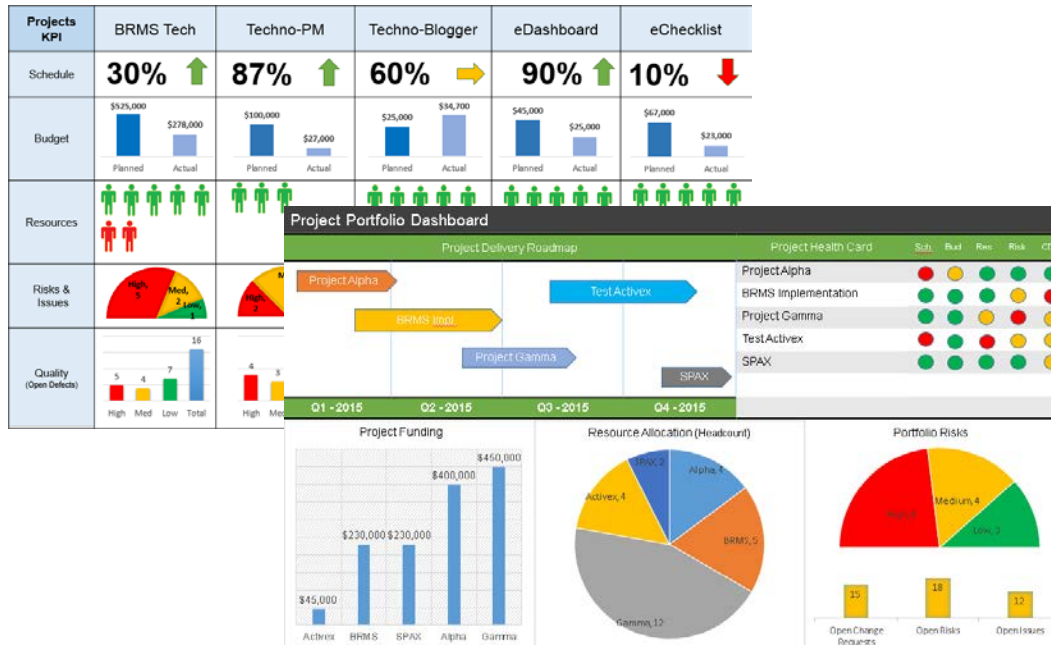 Projects
KPI
BRMS Tech
Techno-PM
Techno-Blogger
eDashboard
eChecklist
Schedule
30%
87%
60%
90%
10%
Budget
$525,000
$278,000
Planned
Actual
$100,000
$27,000
Planned
Actual
$25,000
$34,700
Planned
Actual
$45,000
$25,000
Planned
Actual
$67,000
$23,000
Planned
Actual
Resources
Risks &
Issues
High,
5
Med,
2
Low,
1
High,
2
Quality
(Open Defects)
5
4
7
16
High
Med
Low
Total
4
3
High
Project Portfolio Dashboard
Project Delivery Roadmap
Project Alpha
BRMS Impl.
Project Gamma
Test Activex
SPAX
Q1 - 2015
Q2 - 2015
Q3 - 2015
Q4 - 2015
Project Health Card
Sch
Bud
Res
Risk
Project Alpha
BRMS Implementation
Project Gamma
Test Activex
SPAX
Project Funding
$45,000
$230,000
$230,000
$400,000
$450,000
Activex
BRMS
SPAX
Alpha
Gamma
Resource Allocation (Headcount)
SPAX, 2
Alpha, 4
Activex, 4
BRMS, 5
Gamma, 12
Portfolio Risks
Medium, 4
Low, 3
15
18
12
Open Change
Requests
Open Risks
Open Issues